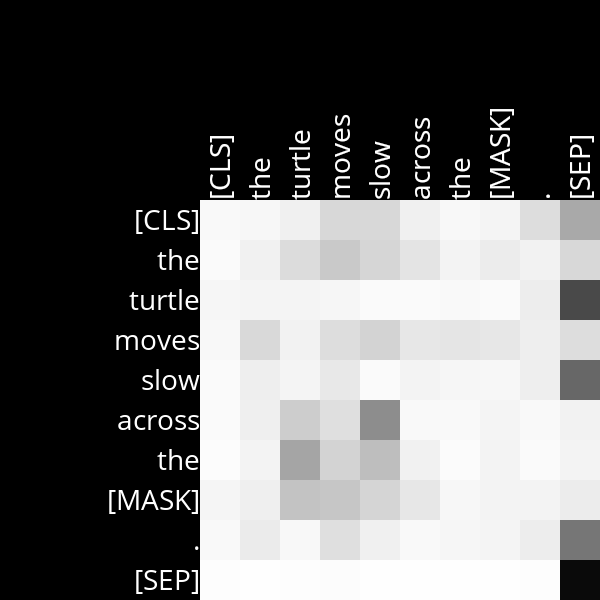 [CLS] the turtle moves slow across the [MASK] . [SEP]
[CLS]
the
turtle
moves
slow
across
the
[MASK]
.
[SEP]